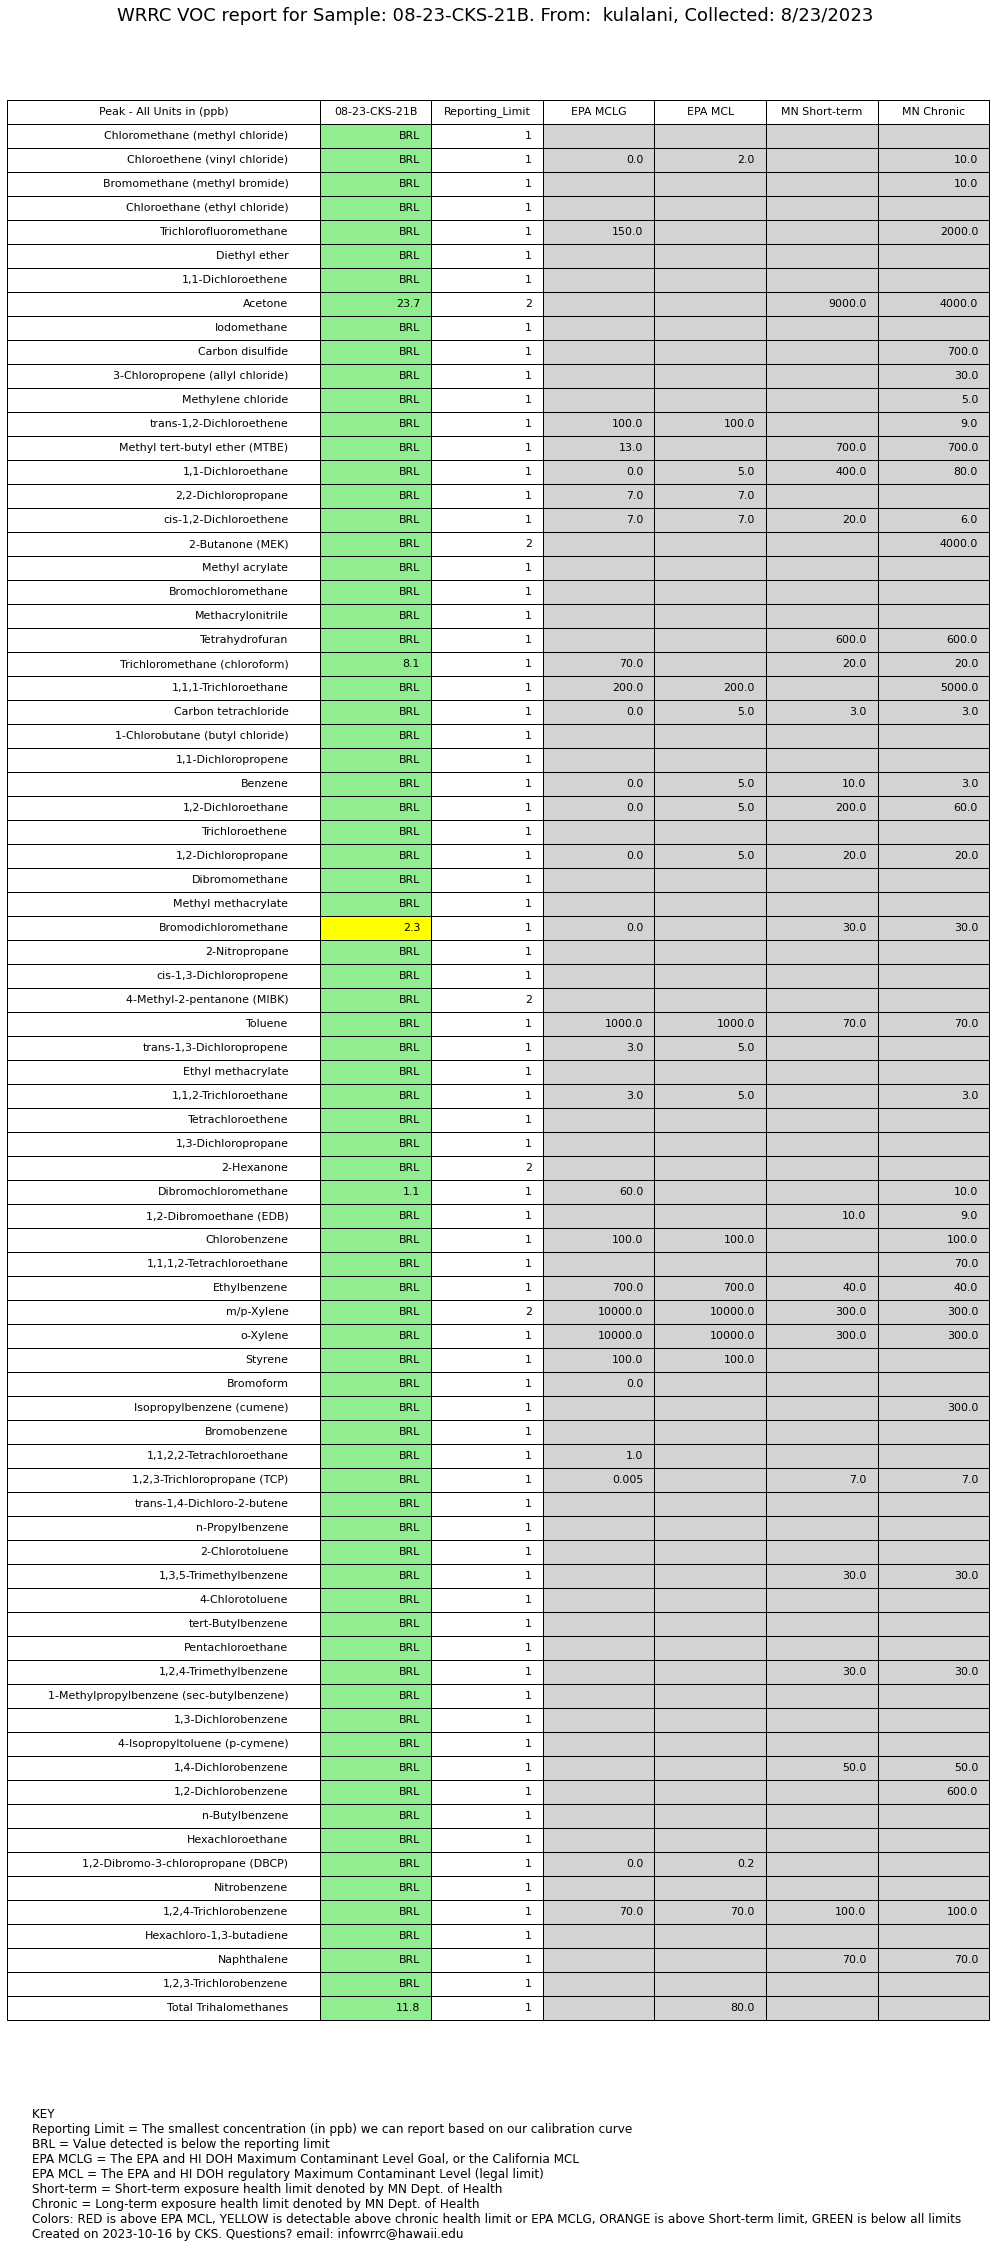 WRRC VOC report for Sample: 08-23-CKS-21B. From:  kulalani, Collected: 8/23/2023
Peak - All Units in (ppb) 08-23-CKS-21B Reporting_Limit EPA MCLG EPA MCL MN Short-term MN Chronic
Chloromethane (methyl chloride) BRL 1
Chloroethene (vinyl chloride) BRL 1 0.0 2.0 10.0
Bromomethane (methyl bromide) BRL 1 10.0
Chloroethane (ethyl chloride) BRL 1
Trichlorofluoromethane BRL 1 150.0 2000.0
Diethyl ether BRL 1
1,1-Dichloroethene BRL 1
Acetone 23.7 2 9000.0 4000.0
Iodomethane BRL 1
Carbon disulfide BRL 1 700.0
3-Chloropropene (allyl chloride) BRL 1 30.0
Methylene chloride BRL 1 5.0
trans-1,2-Dichloroethene BRL 1 100.0 100.0 9.0
Methyl tert-butyl ether (MTBE) BRL 1 13.0 700.0 700.0
1,1-Dichloroethane BRL 1 0.0 5.0 400.0 80.0
2,2-Dichloropropane BRL 1 7.0 7.0
cis-1,2-Dichloroethene BRL 1 7.0 7.0 20.0 6.0
2-Butanone (MEK) BRL 2 4000.0
Methyl acrylate BRL 1
Bromochloromethane BRL 1
Methacrylonitrile BRL 1
Tetrahydrofuran BRL 1 600.0 600.0
Trichloromethane (chloroform) 8.1 1 70.0 20.0 20.0
1,1,1-Trichloroethane BRL 1 200.0 200.0 5000.0
Carbon tetrachloride BRL 1 0.0 5.0 3.0 3.0
1-Chlorobutane (butyl chloride) BRL 1
1,1-Dichloropropene BRL 1
Benzene BRL 1 0.0 5.0 10.0 3.0
1,2-Dichloroethane BRL 1 0.0 5.0 200.0 60.0
Trichloroethene BRL 1
1,2-Dichloropropane BRL 1 0.0 5.0 20.0 20.0
Dibromomethane BRL 1
Methyl methacrylate BRL 1
Bromodichloromethane 2.3 1 0.0 30.0 30.0
2-Nitropropane BRL 1
cis-1,3-Dichloropropene BRL 1
4-Methyl-2-pentanone (MIBK) BRL 2
Toluene BRL 1 1000.0 1000.0 70.0 70.0
trans-1,3-Dichloropropene BRL 1 3.0 5.0
Ethyl methacrylate BRL 1
1,1,2-Trichloroethane BRL 1 3.0 5.0 3.0
Tetrachloroethene BRL 1
1,3-Dichloropropane BRL 1
2-Hexanone BRL 2
Dibromochloromethane 1.1 1 60.0 10.0
1,2-Dibromoethane (EDB) BRL 1 10.0 9.0
Chlorobenzene BRL 1 100.0 100.0 100.0
1,1,1,2-Tetrachloroethane BRL 1 70.0
Ethylbenzene BRL 1 700.0 700.0 40.0 40.0
m/p-Xylene BRL 2 10000.0 10000.0 300.0 300.0
o-Xylene BRL 1 10000.0 10000.0 300.0 300.0
Styrene BRL 1 100.0 100.0
Bromoform BRL 1 0.0
Isopropylbenzene (cumene) BRL 1 300.0
Bromobenzene BRL 1
1,1,2,2-Tetrachloroethane BRL 1 1.0
1,2,3-Trichloropropane (TCP) BRL 1 0.005 7.0 7.0
trans-1,4-Dichloro-2-butene BRL 1
n-Propylbenzene BRL 1
2-Chlorotoluene BRL 1
1,3,5-Trimethylbenzene BRL 1 30.0 30.0
4-Chlorotoluene BRL 1
tert-Butylbenzene BRL 1
Pentachloroethane BRL 1
1,2,4-Trimethylbenzene BRL 1 30.0 30.0
1-Methylpropylbenzene (sec-butylbenzene) BRL 1
1,3-Dichlorobenzene BRL 1
4-Isopropyltoluene (p-cymene) BRL 1
1,4-Dichlorobenzene BRL 1 50.0 50.0
1,2-Dichlorobenzene BRL 1 600.0
n-Butylbenzene BRL 1
Hexachloroethane BRL 1
1,2-Dibromo-3-chloropropane (DBCP) BRL 1 0.0 0.2
Nitrobenzene BRL 1
1,2,4-Trichlorobenzene BRL 1 70.0 70.0 100.0 100.0
Hexachloro-1,3-butadiene BRL 1
Naphthalene BRL 1 70.0 70.0
1,2,3-Trichlorobenzene BRL 1
Total Trihalomethanes 11.8 1 80.0
KEY
Reporting Limit = The smallest concentration (in ppb) we can report based on our calibration curve
BRL = Value detected is below the reporting limit
EPA MCLG = The EPA and HI DOH Maximum Contaminant Level Goal, or the California MCL
EPA MCL = The EPA and HI DOH regulatory Maximum Contaminant Level (legal limit)
Short-term = Short-term exposure health limit denoted by MN Dept. of Health
Chronic = Long-term exposure health limit denoted by MN Dept. of Health
Colors: RED is above EPA MCL, YELLOW is detectable above chronic health limit or EPA MCLG, ORANGE is above Short-term limit, GREEN is below all limits
Created on 2023-10-16 by CKS. Questions? email: infowrrc@hawaii.edu